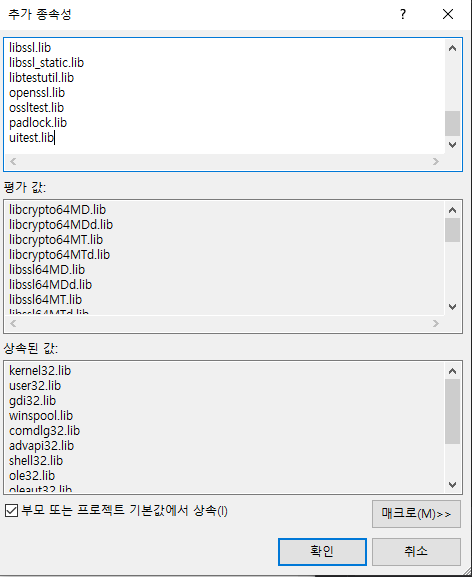 추가 종속성
?
libssl.lib
libssl_static.lib
libtestutil.lib
openssl.lib
ossltest.lib
padlock.lib
uitest.lib
평가 값:
libcrypto64MD.lib
libcrypto64MDd.lib
libcrypto64MT.lib
libcrypto64MTd.lib
libssl64MD.lib
libssl64MDd.lib
libssl64MT.lib
libssl64MTd.lib
상속된 값:
kernel32.lib
user32.lib
gdi32.lib
winspool.lib
comdlg32.lib
advapi32.lib
shell32.lib
ole32.lib
oleaut32.lib
부모 또는 프로젝트 기본값에서 상속(I)
매크로(M)>>
확인
취소